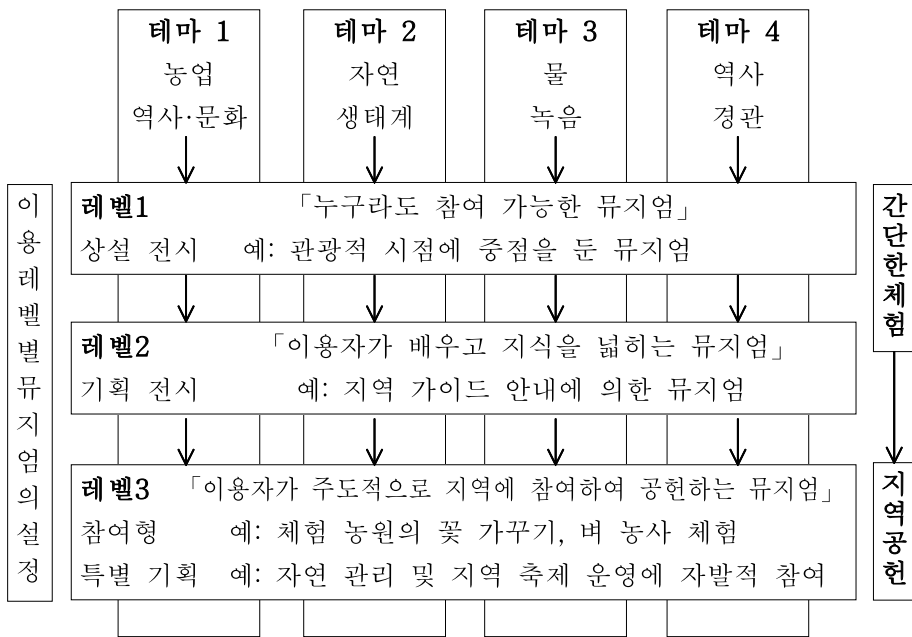 테마 1
농업
역사·문화
테마 2
자연
생태계
테마 3
물
녹음
테마 4
역사
경관
이용레벨별뮤지엄의설정
레벨1 「누구라도 참여 가능한 뮤지엄」
상설 전시 예: 관광적 시점에 중점을 둔 뮤지엄
레벨2 「이용자가 배우고 지식을 넓히는 뮤지엄」
기획 전시 예: 지역 가이드 안내에 의한 뮤지엄
레벨3 「이용자가 주도적으로 지역에 참여하여 공헌하는 뮤지엄」
참여형 예: 체험 농원의 꽃 가꾸기, 벼 농사 체험
특별 기획 예: 자연 관리 및 지역 축제 운영에 자발적 참여
간단한체험
지역공헌